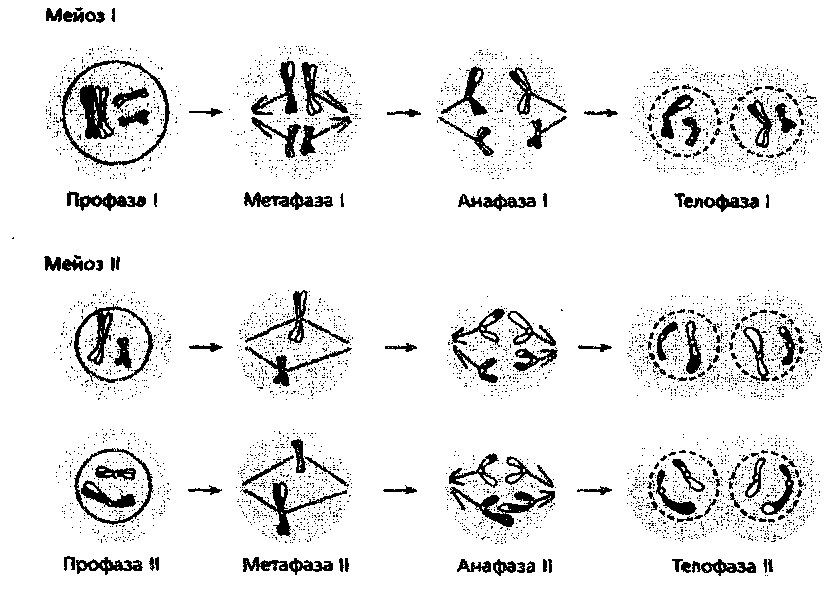 Мейоз I
Профаза I
Метафаза I
Анафаза I
Телофаза I
Мейоз II
Профаза II
Метафаза II
Анафаза II
Телофаза II